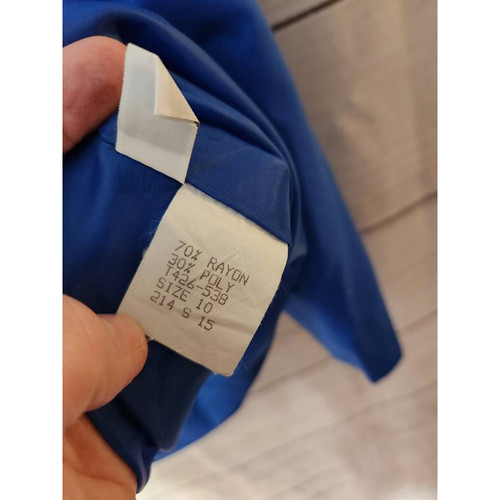 70% RAYON
30% POLY
T426-538
SIZE 10
214 S 15